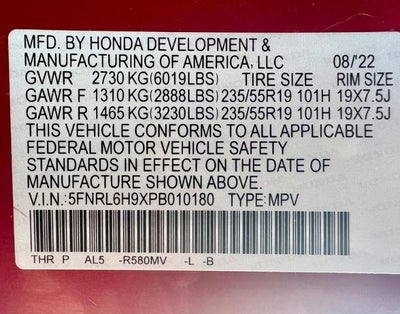 MFD. BY HONDA DEVELOPMENT &
MANUFACTURING OF AMERICA, LLC 08/'22
GVWR 2730 KG(6019LBS) TIRE SIZE RIM SIZE
GAWR F 1310 KG(2888LBS) 235/55R19 101H 19X7.5J
GAWR R 1465 KG(3230LBS) 235/55R19 101H 19X7.5J
THIS VEHICLE CONFORMS TO ALL APPLICABLE
FEDERAL MOTOR VEHICLE SAFETY
STANDARDS IN EFFECT ON THE DATE OF
MANUFACTURE SHOWN ABOVE.
V.I.N.:5FNRL6H9XPB010180 TYPE:MPV
THR P AL5 -R580MV -L -B